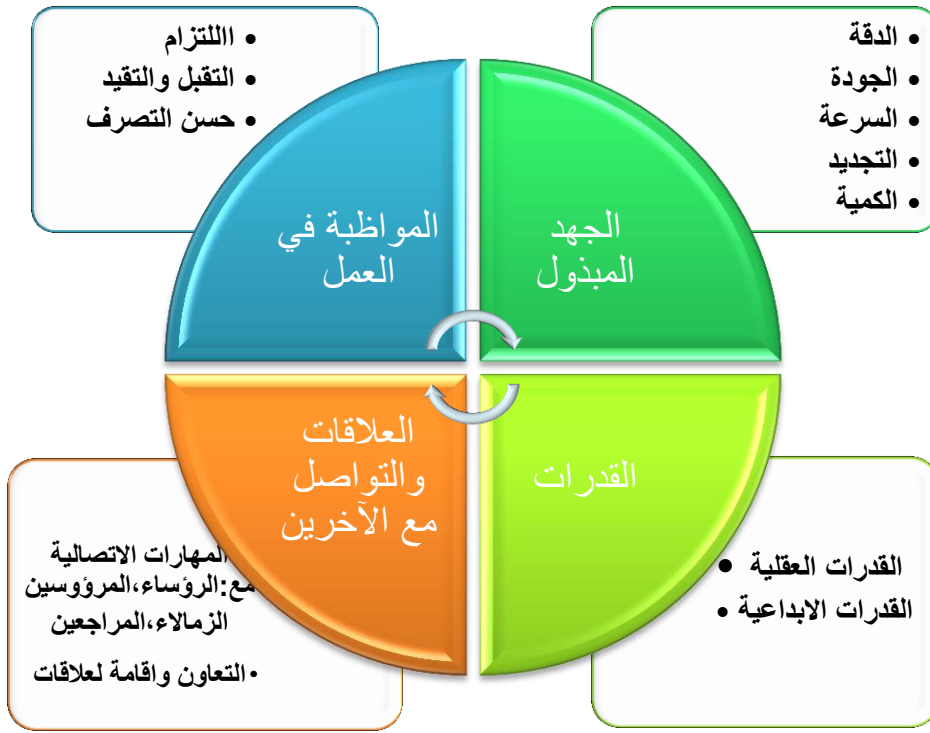 الدقة •
الجودة •
السرعة •
التجديد •
الكمية •
الجهد
المبذول
االلتزام •
التقبل والتقيد •
حسن التصرف •
المواظبة في
العمل
القدرات
القدرات العقلية •
القدرات الابداعية •
العلاقات
والتواصل
مع الآخرين
المهارات الاتصالية
مع:الرؤساء،المرؤوسين
الزمالاء،المراجعين
•التعاون واقامة لعلاقات